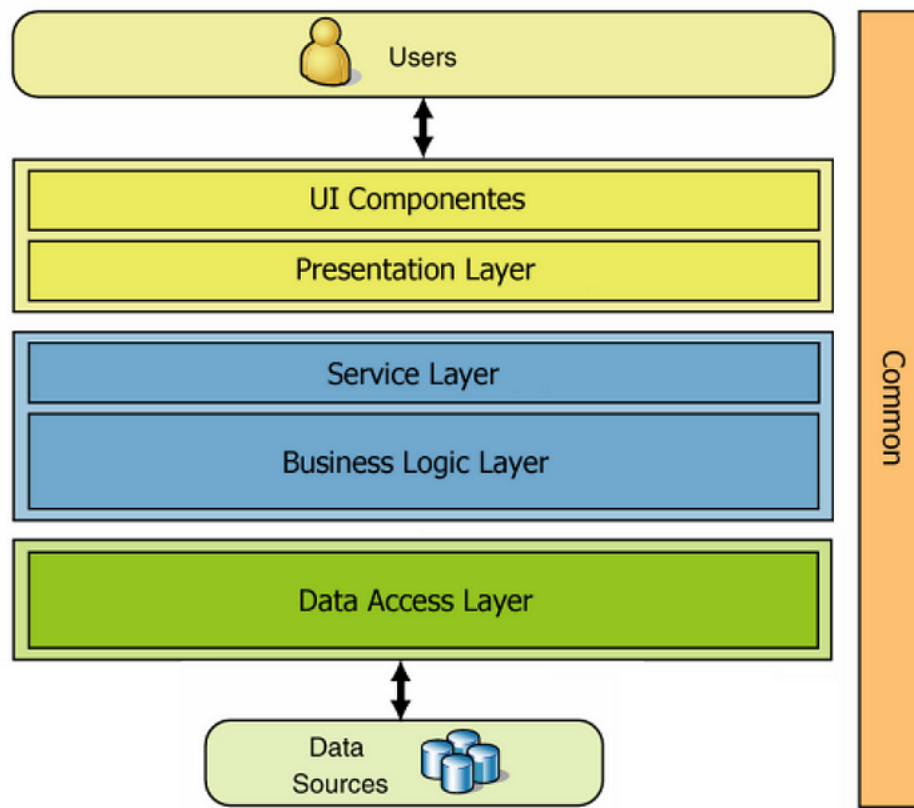 Users
UI Componentes
Presentation Layer
Service Layer
Business Logic Layer
Data Access Layer
Data
Sources
Common